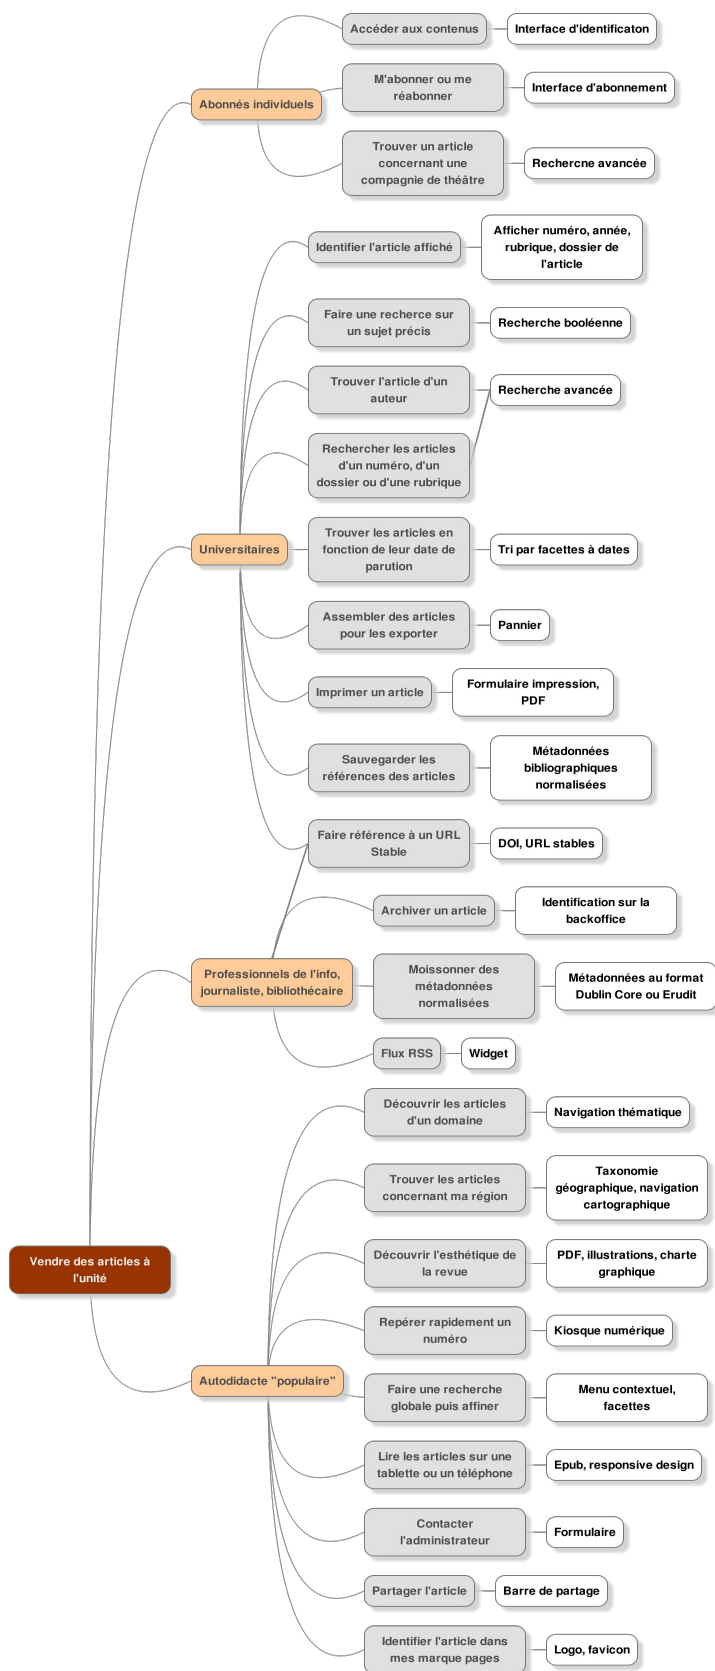 Accéder aux contenus
Interface d'identificaton
Abonnés individuels
M'abonner ou me
réabonner
Interface d'abonnement
Trouver un article
concernant une
compagnie de théâtre
Rechercne avancée
Identifier l'article affiché
Afficher numéro, année,
rubrique, dossier de
l'article
Faire une recherce sur
un sujet précis
Recherche booléenne
Trouver l'article d'un
auteur
Recherche avancée
Rechercher les articles
d'un numéro, d'un
dossier ou d'une rubrique
Universitaires
Trouver les articles en
fonction de leur date de
parution
Tri par facettes à dates
Assembler des articles
pour les exporter
Pannier
Imprimer un article
Formulaire impression,
PDF
Sauvegarder les
références des articles
Métadonnées
bibliographiques
normalisées
Faire référence à un URL
Stable
DOI, URL stables
Archiver un article
Identification sur la
backoffice
Professionnels de l'info,
journaliste, bibliothécaire
Moissonner des
métadonnées
normalisées
Métadonnées au format
Dublin Core ou Erudit
Flux RSS
Widget
Découvrir les articles
d'un domaine
Navigation thématique
Trouver les articles
concernant ma région
Taxonomie
géographique, navigation
cartographique
Vendre des articles à
l'unité
Découvrir l'esthétique de
la revue
PDF, illustrations, charte
graphique
Repérer rapidement un
numéro
Kiosque numérique
Autodidacte "populaire"
Faire une recherche
globale puis affiner
Menu contextuel,
facettes
Lire les articles sur une
tablette ou un téléphone
Epub, responsive design
Contacter
l'administrateur
Formulaire
Partager l'article
Barre de partage
Identifier l'article dans
mes marque pages
Logo, favicon